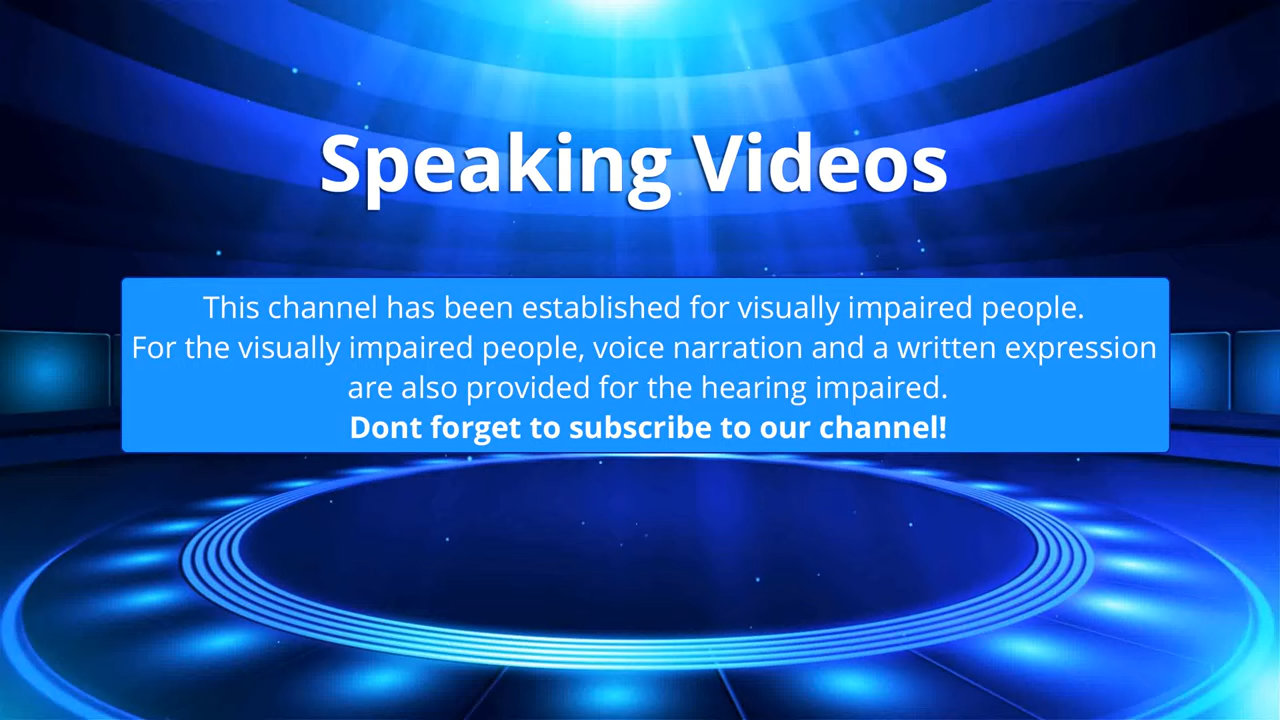 Speaking Videos
This channel has been established for visually impaired people.
For the visually impaired people, voice narration and a written expression
are also provided for the hearing impaired.
Dont forget to subscribe to our channel!